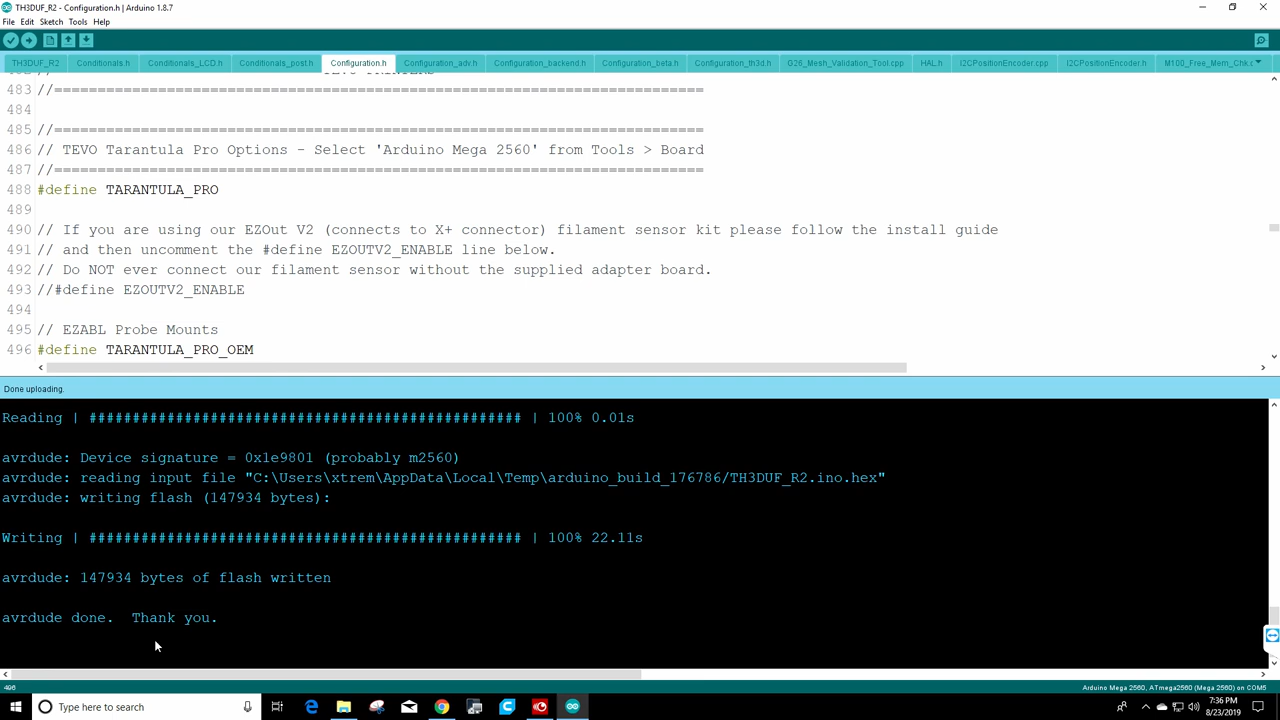 TH3DUF_R2 - Configuration.h | Arduino 1.8.7
File Edit Sketch Tools Help
TH3DUF_R2 Conditionals.h Conditionals_LCD.h Conditionals_post.h Configuration.h Configuration_adv.h Configuration_backend.h Configuration_beta.h Configuration_th3d.h G26_Mesh_Validation_Tool.cpp HAL.h I2CPositionEncoder.cpp I2CPositionEncoder.h M100_Free_Mem_Chk.c
483 //===========================================================================
484
485 //===========================================================================
486 // TEVO Tarantula Pro Options - Select 'Arduino Mega 2560' from Tools > Board
487 //===========================================================================
488 #define TARANTULA_PRO
489
490 // If you are using our EZOut V2 (connects to X+ connector) filament sensor kit please follow the install guide
491 // and then uncomment the #define EZOUTV2_ENABLE line below.
492 // Do NOT ever connect our filament sensor without the supplied adapter board.
493 //#define EZOUTV2_ENABLE
494
495 // EZABL Probe Mounts
496 #define TARANTULA_PRO_OEM
Done uploading.
Reading | ################################################## | 100% 0.01s
avrdude: Device signature = 0x1e9801 (probably m2560)
avrdude: reading input file "C:\Users\xtrem\AppData\Local\Temp\arduino_build_176786/TH3DUF_R2.ino.hex"
avrdude: writing flash (147934 bytes):
Writing | ################################################## | 100% 22.11s
avrdude: 147934 bytes of flash written
avrdude done.  Thank you.
496 Arduino Mega 2560, ATmega2560 (Mega 2560) on COM5
Type here to search
7:36 PM
8/23/2019